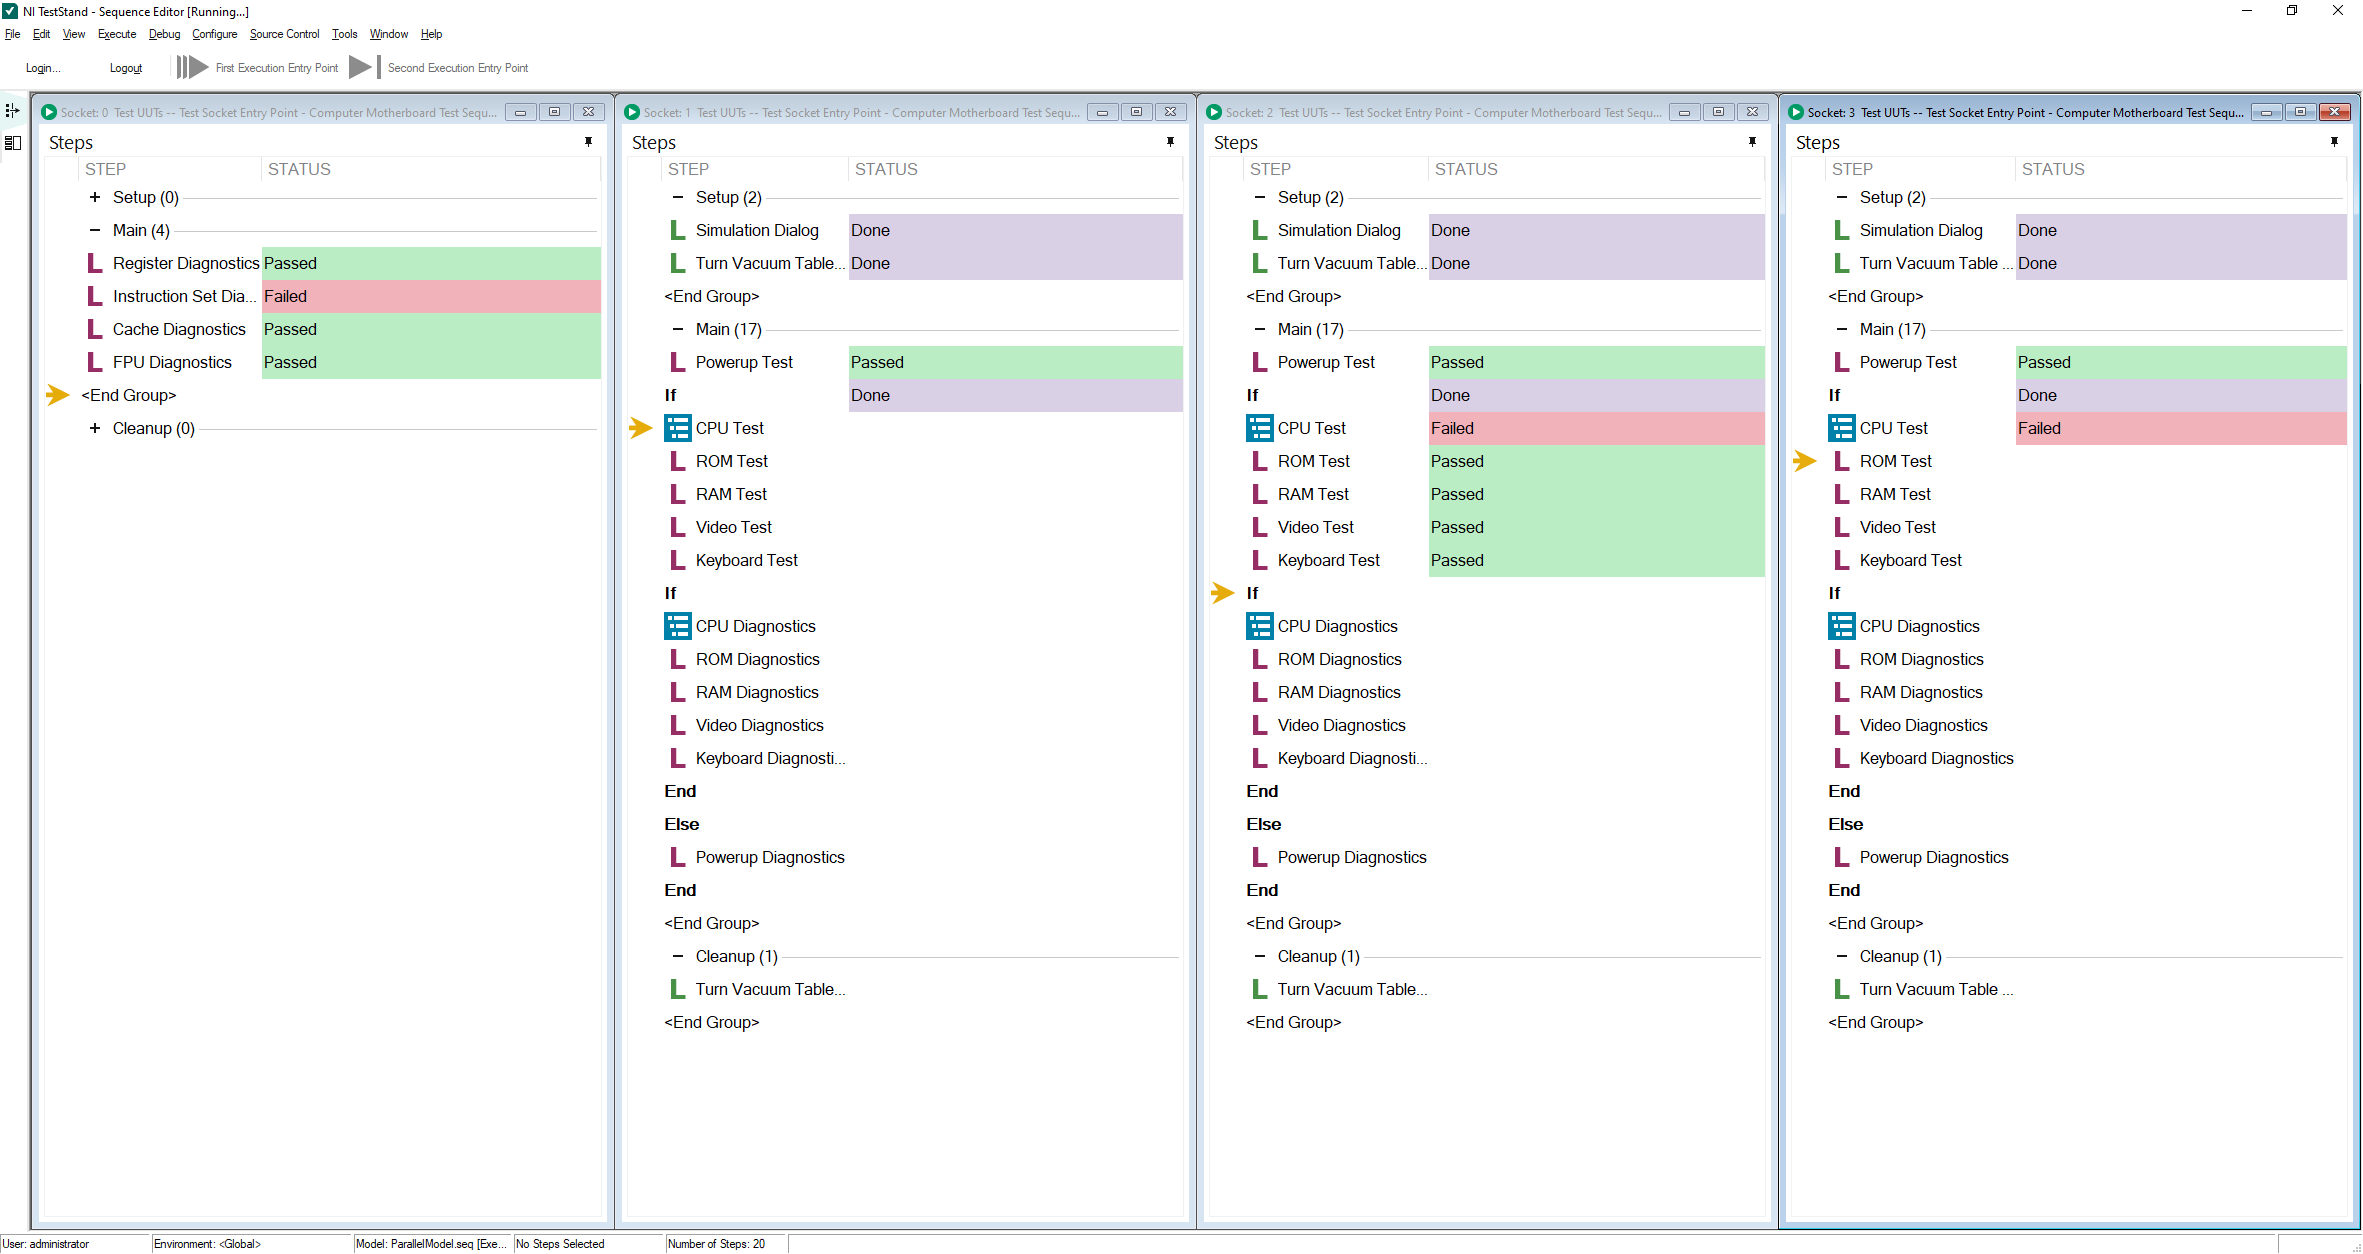 NI TestStand - Sequence Editor [Running...]
File Edit View Execute Debug Configure Source Control Tools Window Help
Login... Logout First Execution Entry Point Second Execution Entry Point
Socket: 0 Test UUTs -- Test Socket Entry Point - Computer Motherboard Test Sequ...
Steps
STEP STATUS
Setup (0)
Main (4)
Register Diagnostics Passed
Instruction Set Dia... Failed
Cache Diagnostics Passed
FPU Diagnostics Passed
<End Group>
Cleanup (0)
Socket: 1 Test UUTs -- Test Socket Entry Point - Computer Motherboard Test Sequ...
Steps
STEP STATUS
Setup (2)
Simulation Dialog Done
Turn Vacuum Table... Done
<End Group>
Main (17)
Powerup Test Passed
If Done
CPU Test
ROM Test
RAM Test
Video Test
Keyboard Test
If
CPU Diagnostics
ROM Diagnostics
RAM Diagnostics
Video Diagnostics
Keyboard Diagnosti...
End
Else
Powerup Diagnostics
End
<End Group>
Cleanup (1)
Turn Vacuum Table...
<End Group>
Socket: 2 Test UUTs -- Test Socket Entry Point - Computer Motherboard Test Sequ...
Steps
STEP STATUS
Setup (2)
Simulation Dialog Done
Turn Vacuum Table... Done
<End Group>
Main (17)
Powerup Test Passed
If Done
CPU Test Failed
ROM Test Passed
RAM Test Passed
Video Test Passed
Keyboard Test Passed
If
CPU Diagnostics
ROM Diagnostics
RAM Diagnostics
Video Diagnostics
Keyboard Diagnosti...
End
Else
Powerup Diagnostics
End
<End Group>
Cleanup (1)
Turn Vacuum Table...
<End Group>
Socket: 3 Test UUTs -- Test Socket Entry Point - Computer Motherboard Test Sequ...
Steps
STEP STATUS
Setup (2)
Simulation Dialog Done
Turn Vacuum Table ... Done
<End Group>
Main (17)
Powerup Test Passed
If Done
CPU Test Failed
ROM Test
RAM Test
Video Test
Keyboard Test
If
CPU Diagnostics
ROM Diagnostics
RAM Diagnostics
Video Diagnostics
Keyboard Diagnostics
End
Else
Powerup Diagnostics
End
<End Group>
Cleanup (1)
Turn Vacuum Table ...
<End Group>
User: administrator Environment: <Global> Model: ParallelModel.seq [Exe... No Steps Selected Number of Steps: 20